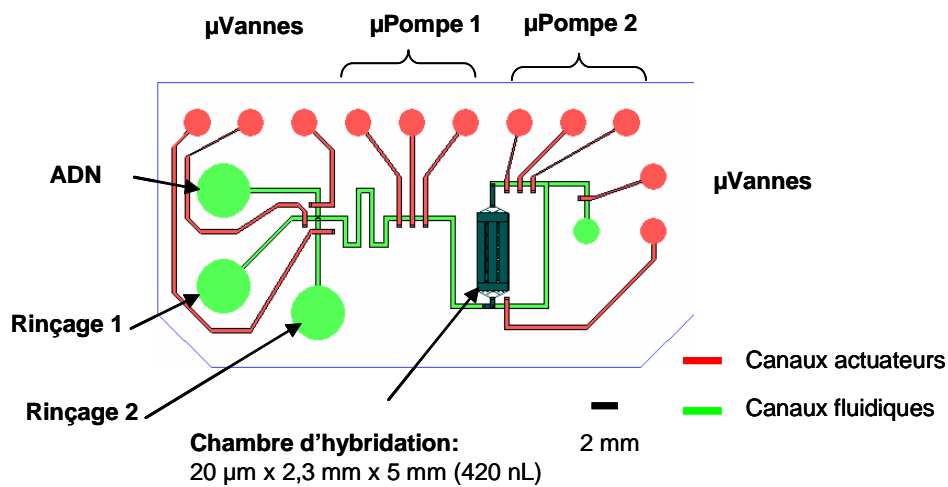 µVannes
µPompe 1
µPompe 2
ADN
µVannes
Rinçage 1
Rinçage 2
Canaux actuateurs
Canaux fluidiques
Chambre d'hybridation:
20 µm x 2,3 mm x 5 mm (420 nL)
2 mm